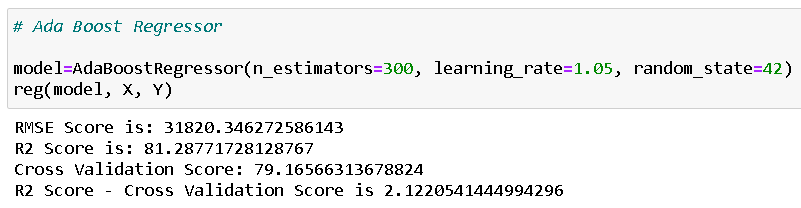 # Ada Boost Regressor
model=AdaBoostRegressor(n_estimators=300, learning_rate=1.05, random_state=42)
reg(model, X, Y)
RMSE Score is: 31820.346272586143
R2 Score is: 81.28771728128767
Cross Validation Score: 79.16566313678824
R2 Score - Cross Validation Score is 2.1220541444994296